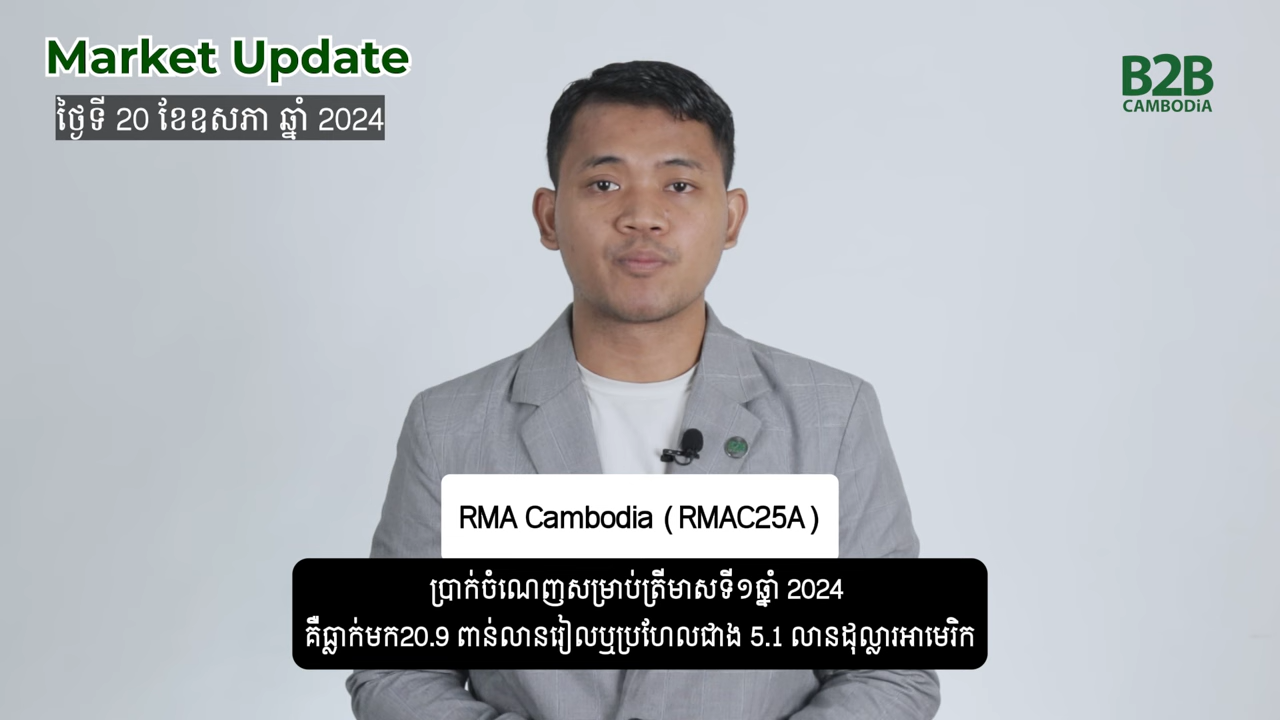 Market Update
ថ្ងៃទី 20 ខែឧសភា ឆ្នាំ 2024
B2B
CAMBODiA
RMA Cambodia (RMAC25A)
ប្រាក់ចំណេញសម្រាប់ត្រីមាសទី១ឆ្នាំ 2024
គឺធ្លាក់មក20.9 ពាន់លានរៀលឬប្រហែលជាង 5.1 លានដុល្លារអាមេរិក